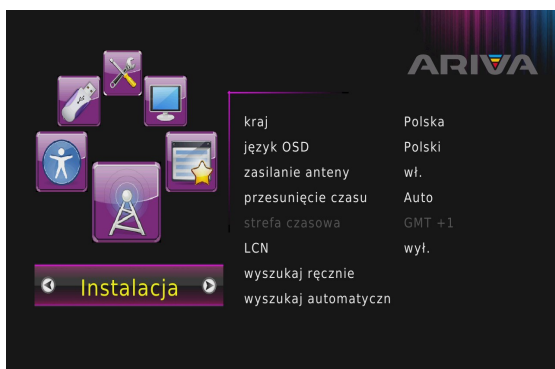 ARIVA
kraj Polska
język OSD Polski
zasilanie anteny wł.
przesunięcie czasu Auto
strefa czasowa GMT +1
LCN wył.
wyszukaj ręcznie
wyszukaj automatyczn
Instalacja